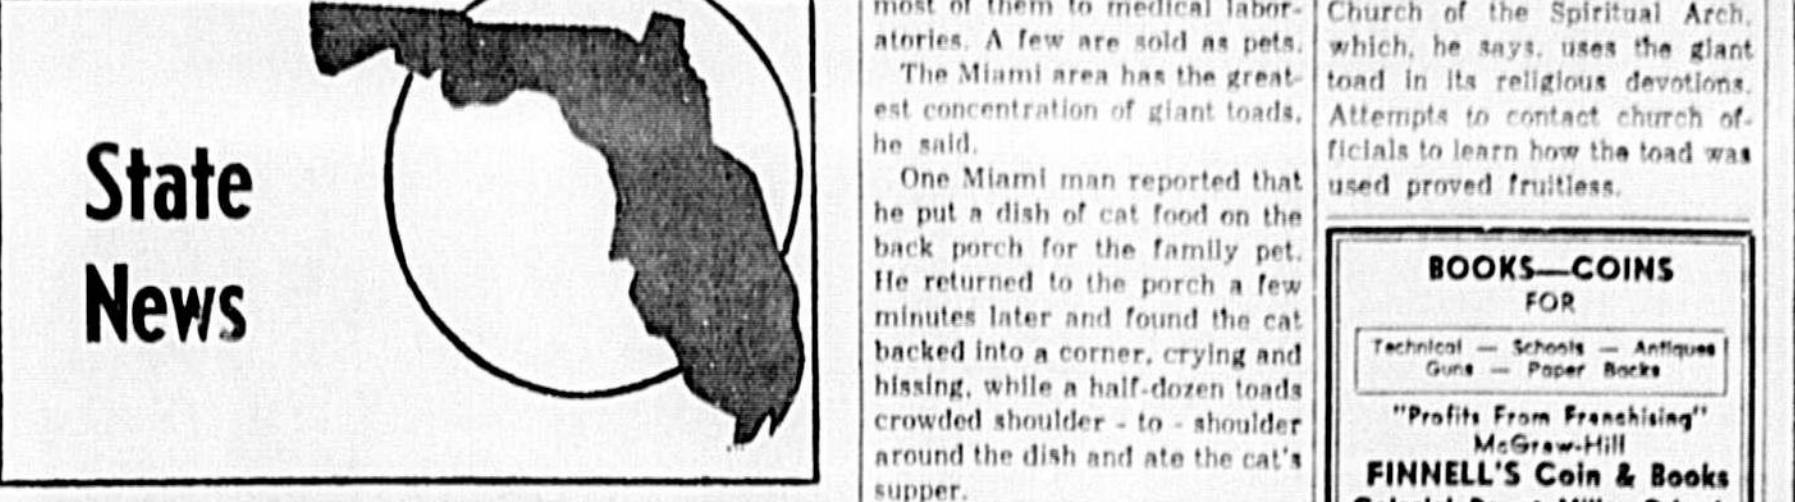 State
News
most of them to medical labor-
atories. A few are sold as pets.
The Miami area has the great-
est concentration of giant toads,
he said.
One Miami man reported that
he put a dish of cat food on the
back porch for the family pet.
He returned to the porch a few
minutes later and found the cat
backed into a corner, crying and
hissing, while a half-dozen toads
crowded shoulder - to - shoulder
around the dish and ate the cat's
supper.
Church of the Spiritual Arch,
which, he says, uses the giant
toad in its religious devotions.
Attempts to contact church of-
ficials to learn how the toad was
used proved fruitless.
BOOKS—COINS
FOR
Technical — Schools — Antiques
Guns — Paper Backs
"Profits From Franchising"
McGraw-Hill
FINNELL'S Coin & Books